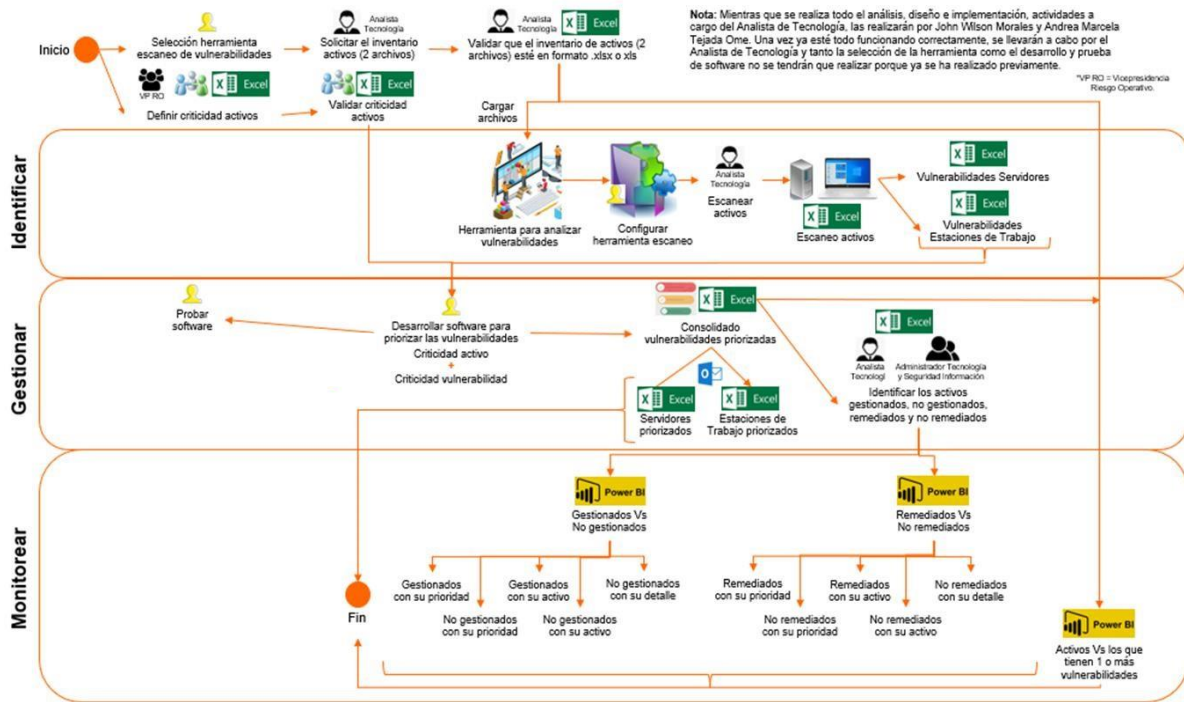 Inicio
Selección herramienta
escaneo de vulnerabilidades
Analista
Tecnología
Solicitar el inventario
activos (2 archivos)
Analista
Tecnología
Excel
Validar que el inventario de activos (2
archivos) esté en formato .xlsx o xls
Nota: Mientras que se realiza todo el análisis, diseño e implementación, actividades a
cargo del Analista de Tecnología, las realizarán por John Wilson Morales y Andrea Marcela
Tejada Ome. Una vez ya esté todo funcionando correctamente, se llevarán a cabo por el
Analista de Tecnología y tanto la selección de la herramienta como el desarrollo y prueba
de software no se tendrán que realizar porque ya se ha realizado previamente.
*VP RO = Vicepresidencia
Riesgo Operativo.
VP RO
Excel
Definir criticidad activos
Excel
Validar criticidad
activos
Cargar
archivos
Identificar
Herramienta para analizar
vulnerabilidades
Configurar
herramienta escaneo
Analista
Tecnología
Escanear
activos
Excel
Escaneo activos
Excel
Vulnerabilidades Servidores
Excel
Vulnerabilidades
Estaciones de Trabajo
Gestionar
Probar
software
Desarrollar software para
priorizar las vulnerabilidades
Criticidad activo
+
Criticidad vulnerabilidad
Excel
Consolidado
vulnerabilidades priorizadas
Excel
Servidores
priorizados
Excel
Estaciones de
Trabajo priorizados
Excel
Analista
Tecnologí
Administrador Tecnología
y Seguridad Información
Identificar los activos
gestionados, no gestionados,
remediados y no remediados
Monitorear
Power BI
Gestionados Vs
No gestionados
Power BI
Remediados Vs
No remediados
Gestionados
con su prioridad
Gestionados
con su activo
No gestionados
con su detalle
No gestionados
con su prioridad
No gestionados
con su activo
Remediados
con su prioridad
Remediados
con su activo
No remediados
con su detalle
No remediados
con su prioridad
No remediados
con su activo
Fin
Power BI
Activos Vs los que
tienen 1 o más
vulnerabilidades